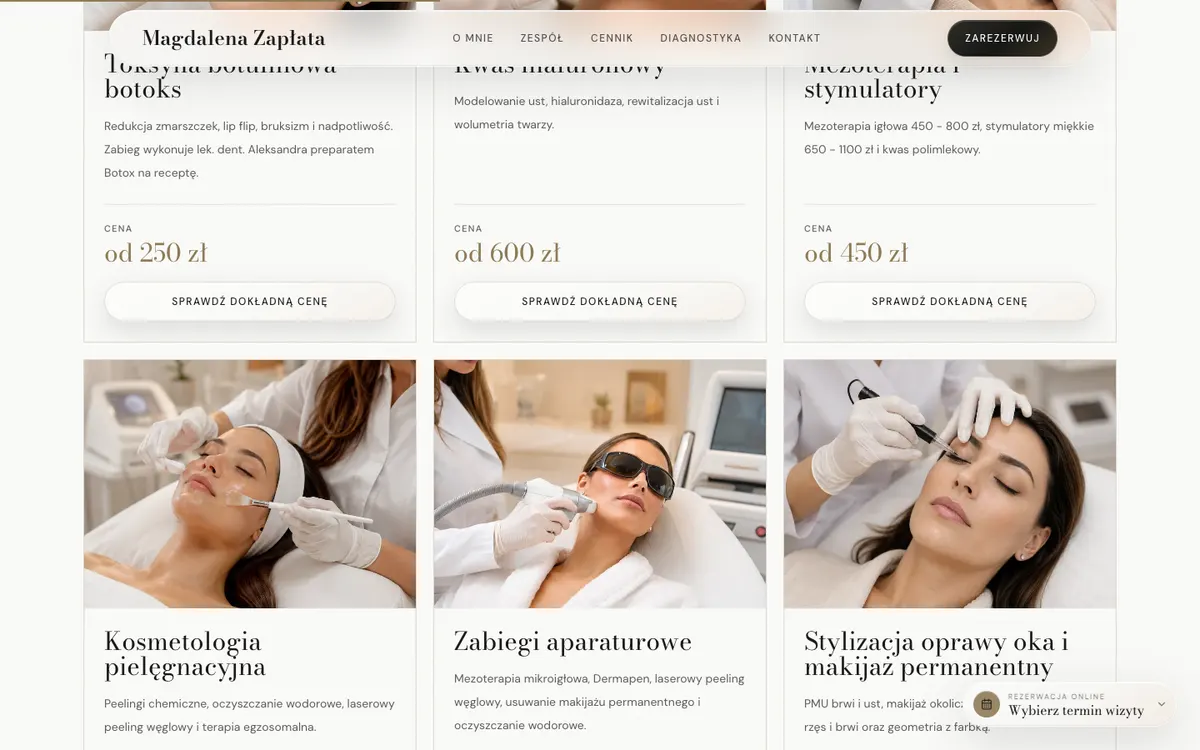 Magdalena Zapłata
O MNIE
ZESPÓŁ
CENNIK
DIAGNOSTYKA
KONTAKT
ZAREZERWUJ
Toksyna botulinowa
botoks
Redukcja zmarszczek, lip flip, bruksizm i nadpotliwość.
Zabieg wykonuje lek. dent. Aleksandra preparatem
Botox na receptę.
CENA
od 250 zł
SPRAWDŹ DOKŁADNĄ CENĘ
Kwas hialuronowy
Modelowanie ust, hialuronidaza, rewitalizacja ust i
wolumetria twarzy.
CENA
od 600 zł
SPRAWDŹ DOKŁADNĄ CENĘ
Mezoterapia i
stymulatory
Mezoterapia igłowa 450 - 800 zł, stymulatory miękkie
650 - 1100 zł i kwas polimlekowy.
CENA
od 450 zł
SPRAWDŹ DOKŁADNĄ CENĘ
Kosmetologia
pielęgnacyjna
Peelingi chemiczne, oczyszczanie wodorowe, laserowy
peeling węglowy i terapia egzosomalna.
Zabiegi aparaturowe
Mezoterapia mikroigłowa, Dermapen, laserowy peeling
węglowy, usuwanie makijażu permanentnego i
oczyszczanie wodorowe.
Stylizacja oprawy oka i
makijaż permanentny
PMU brwi i ust, makijaż okolic
rzęs i brwi oraz geometria z farbką.
REZERWACJA ONLINE
Wybierz termin wizyty